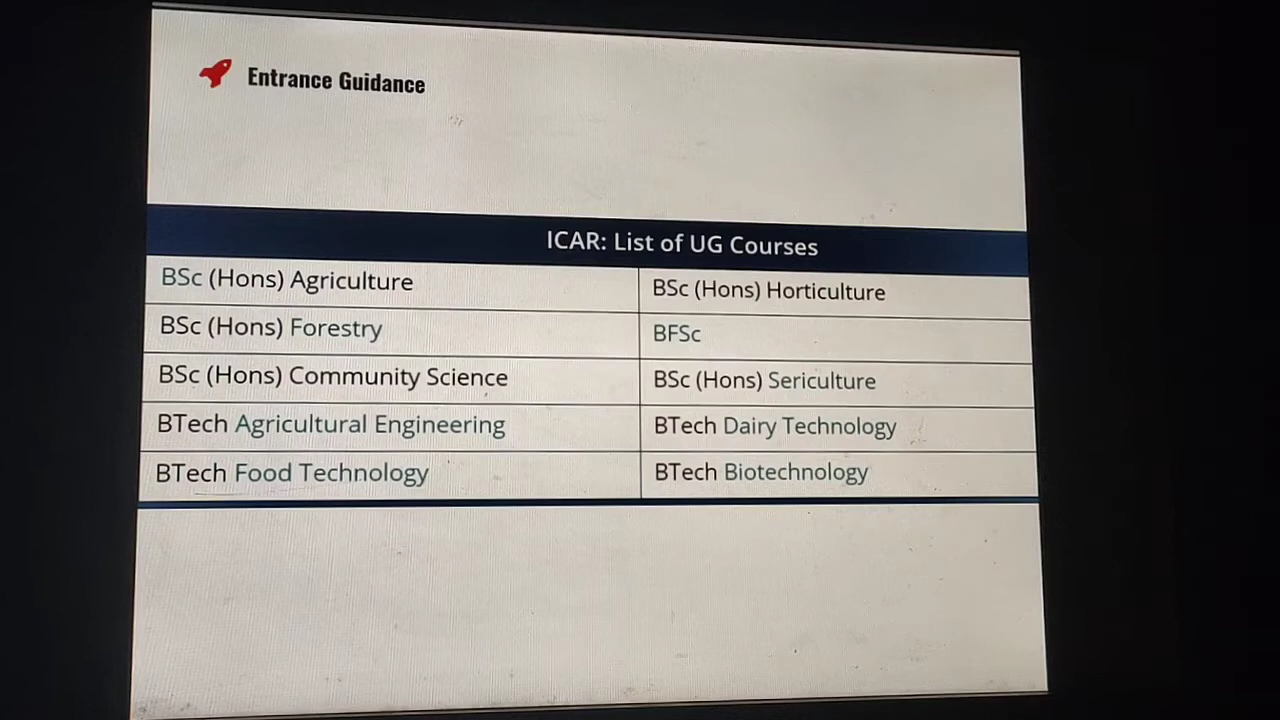 Entrance Guidance
ICAR: List of UG Courses
BSc (Hons) Agriculture
BSc (Hons) Horticulture
BSc (Hons) Forestry
BFSc
BSc (Hons) Community Science
BSc (Hons) Sericulture
BTech Agricultural Engineering
BTech Dairy Technology
BTech Food Technology
BTech Biotechnology